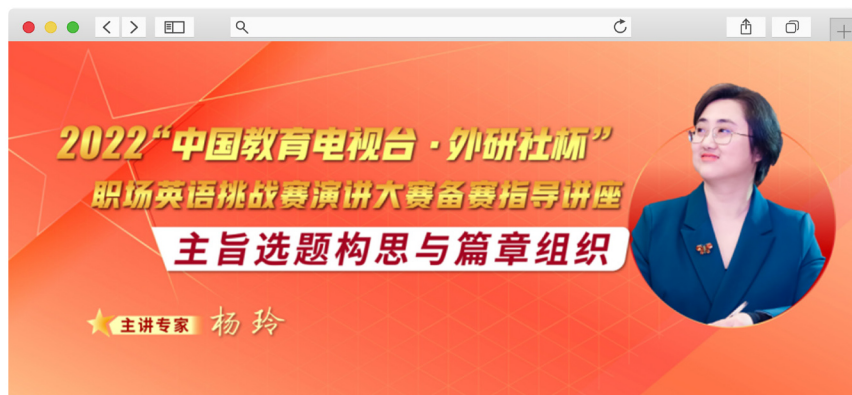 2022“中国教育电视台·外研社杯”
职场英语挑战赛演讲大赛备赛指导讲座
主旨选题构思与篇章组织
主讲专家 杨玲